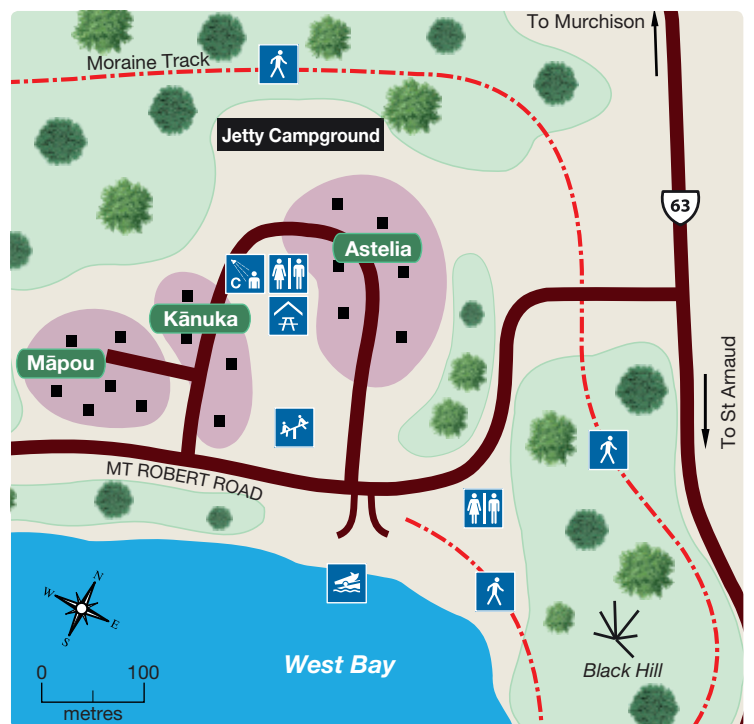 To Murchison
Moraine Track
Jetty Campground
63
Astelia
C
Kānuka
Māpou
To St Arnaud
MT ROBERT ROAD
N
W
E
S
0 100
metres
West Bay
Black Hill